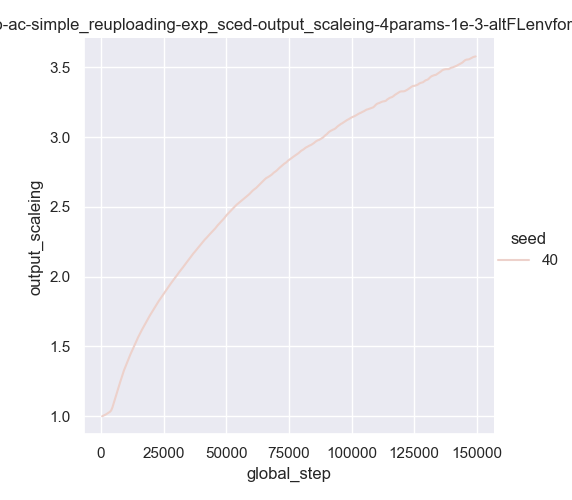 o-ac-simple_reuploading-exp_sced-output_scaleing-4params-1e-3-altFLenvfor
3.5
3.0
2.5
2.0
1.5
1.0
output_scaleing
seed
40
0 25000 50000 75000 100000 125000 150000
global_step